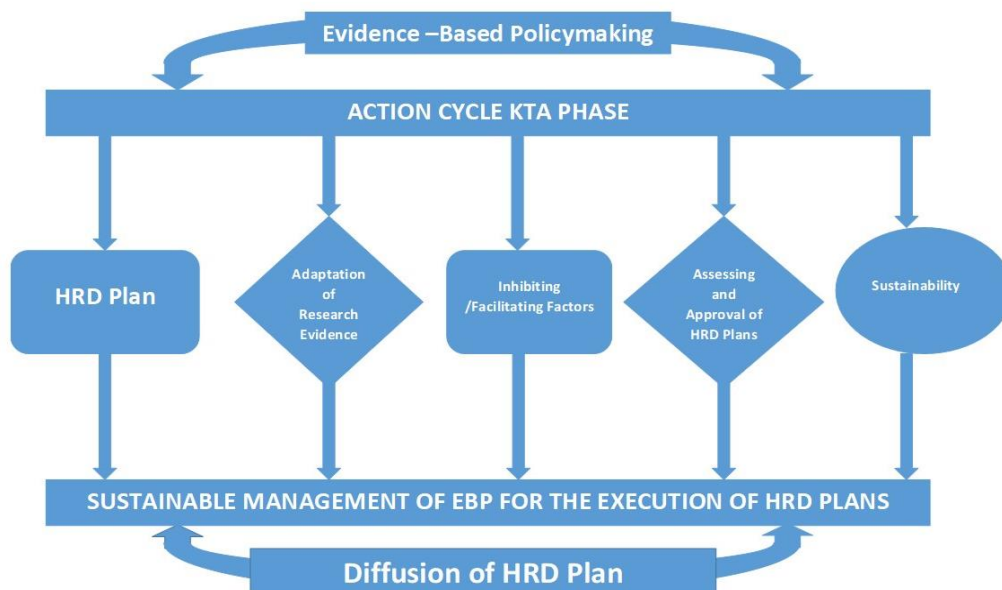 Evidence –Based Policymaking
ACTION CYCLE KTA PHASE
HRD Plan
Adaptation
of
Research
Evidence
Inhibiting
/Facilitating Factors
Assessing
and
Approval of
HRD Plans
Sustainability
SUSTAINABLE MANAGEMENT OF EBP FOR THE EXECUTION OF HRD PLANS
Diffusion of HRD Plan